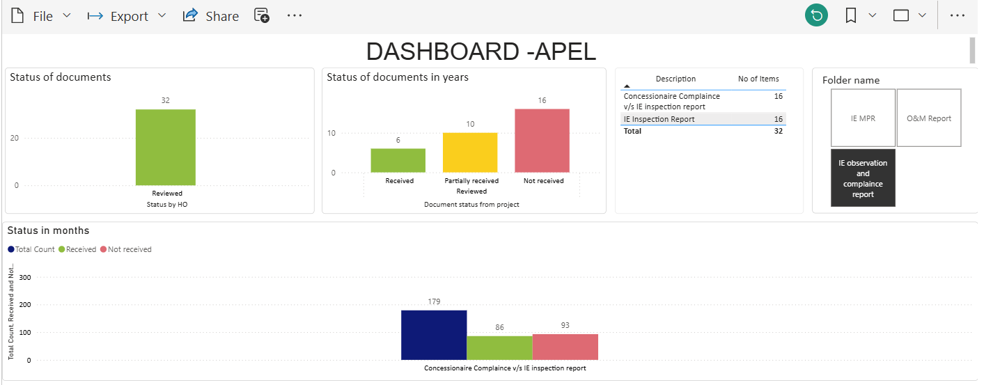 File
Export
Share
DASHBOARD -APEL
Status of documents
32
20
0
Reviewed
Status by HO
Status of documents in years
16
10
10
6
0
Received
Partially received
Not received
Reviewed
Document status from project
Description No of Items
Concessionaire Complaince 16
v/s IE inspection report
IE Inspection Report 16
Total 32
Folder name
IE MPR
O&M Report
IE observation
and
complaince
report
Status in months
Total Count Received Not received
Total Count, Received and Not...
300
200
100
0
179
86
93
Concessionaire Complaince v/s IE inspection report